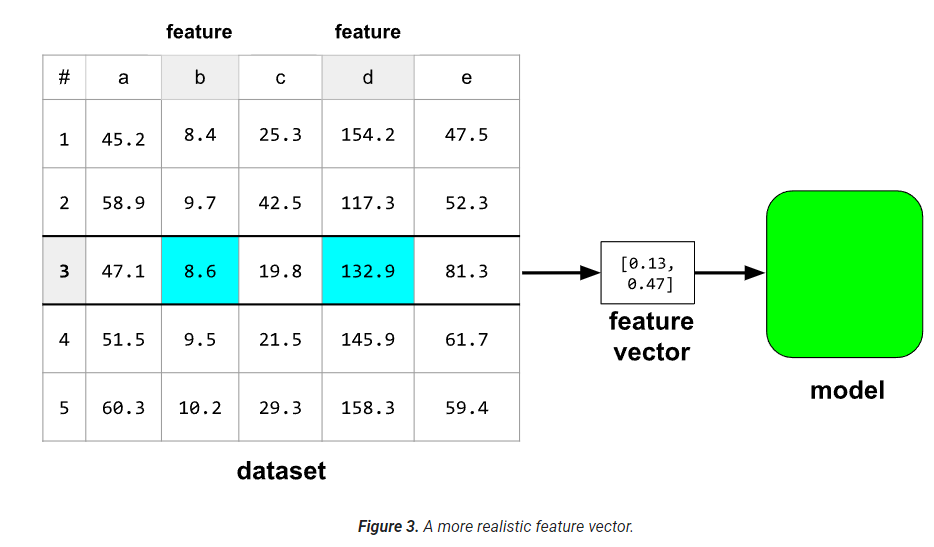 feature feature
# a b c d e
1 45.2 8.4 25.3 154.2 47.5
2 58.9 9.7 42.5 117.3 52.3
3 47.1 8.6 19.8 132.9 81.3
4 51.5 9.5 21.5 145.9 61.7
5 60.3 10.2 29.3 158.3 59.4
dataset
[0.13,
0.47]
feature
vector
model
Figure 3. A more realistic feature vector.